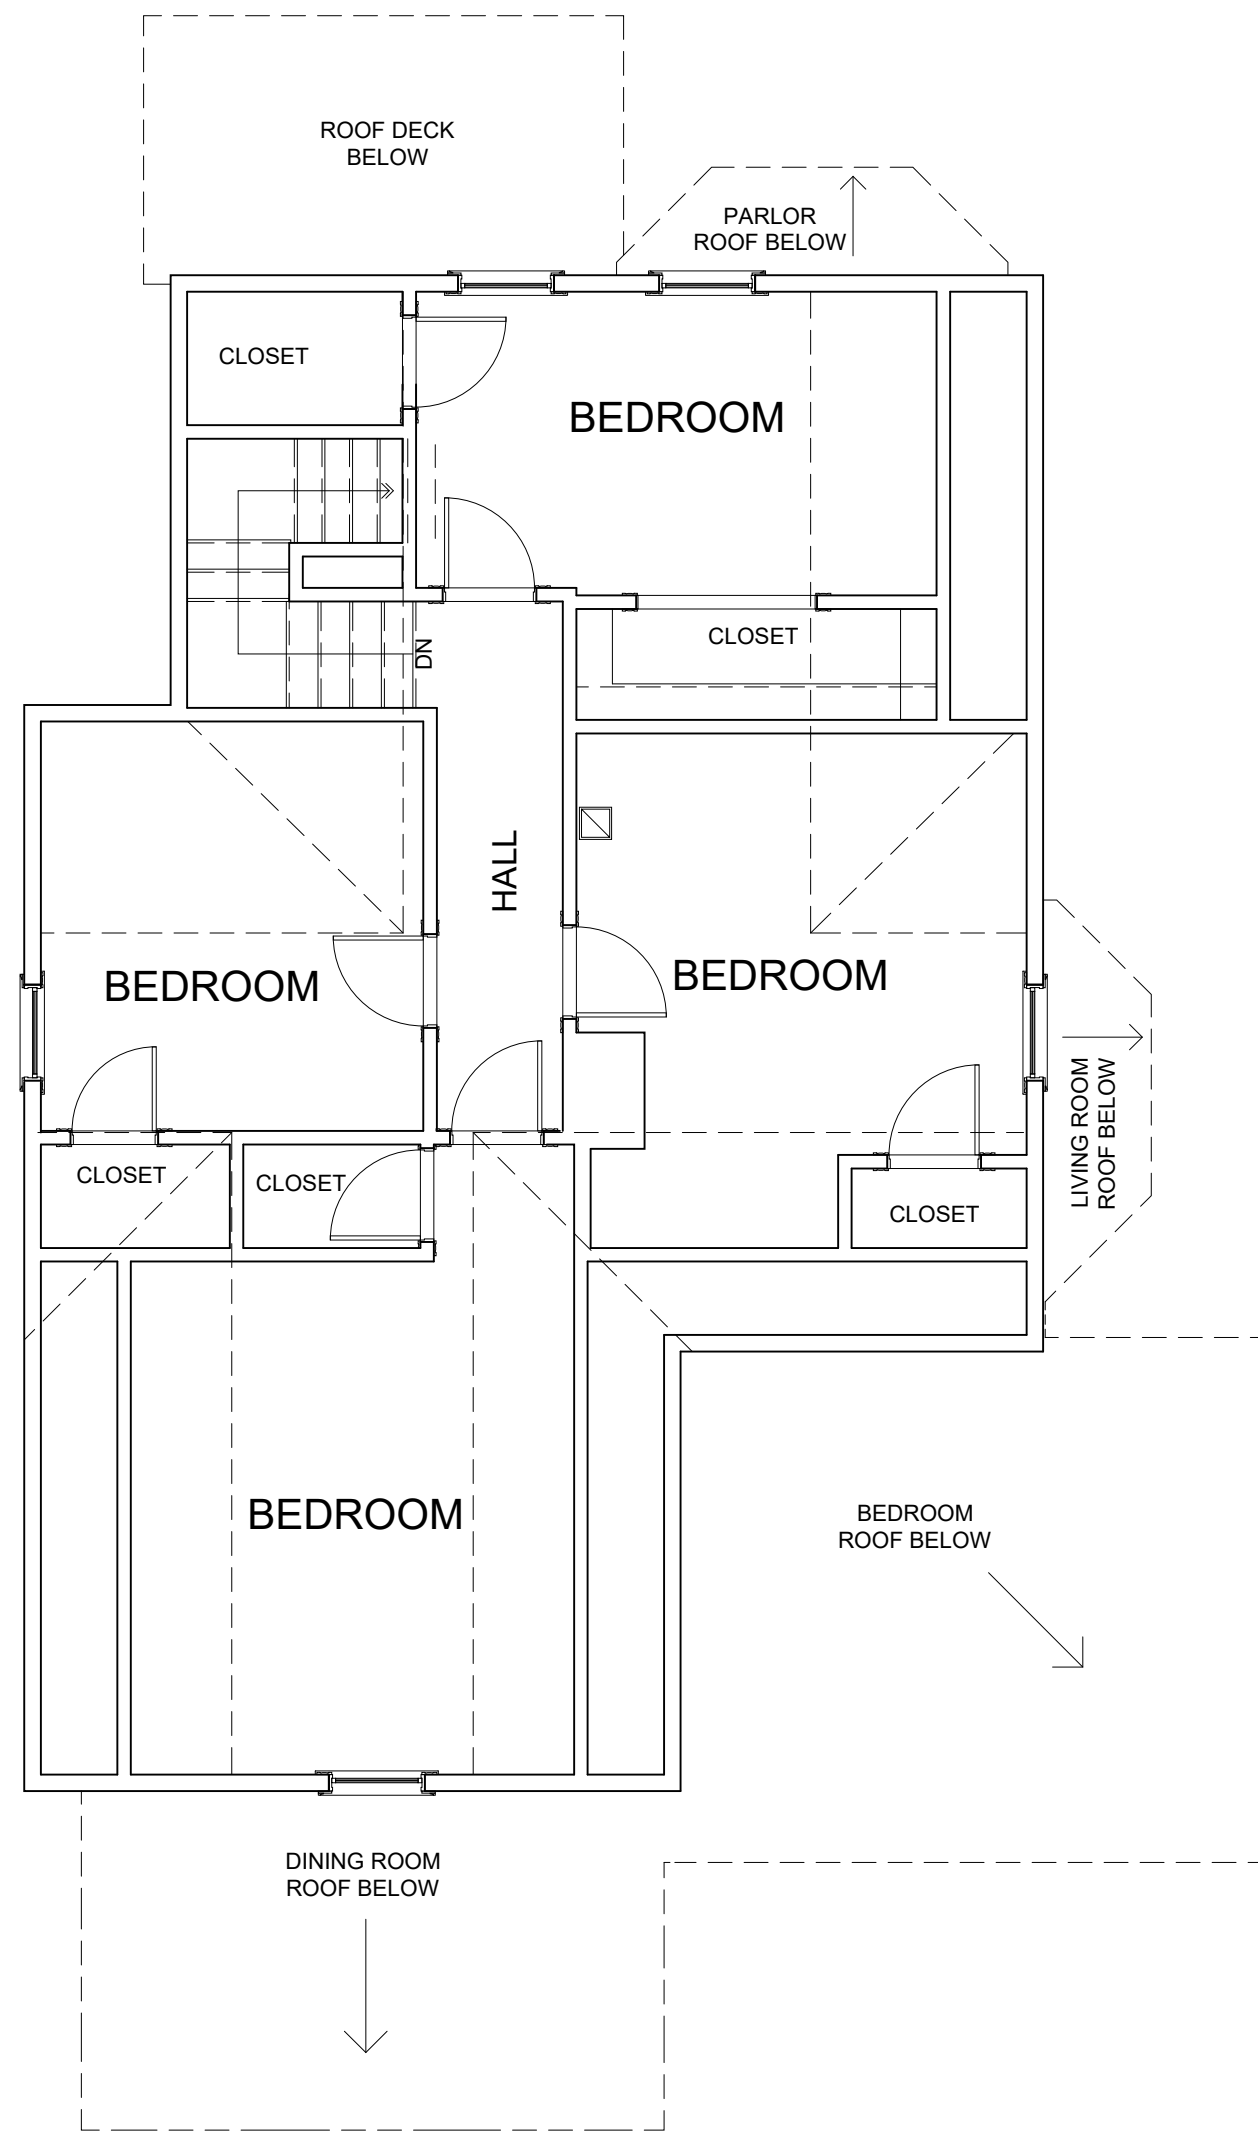 ROOF DECK
BELOW
PARLOR
ROOF BELOW
CLOSET
BEDROOM
CLOSET
DN
HALL
BEDROOM
BEDROOM
LIVING ROOM
ROOF BELOW
CLOSET
CLOSET
CLOSET
BEDROOM
BEDROOM
ROOF BELOW
DINING ROOM
ROOF BELOW